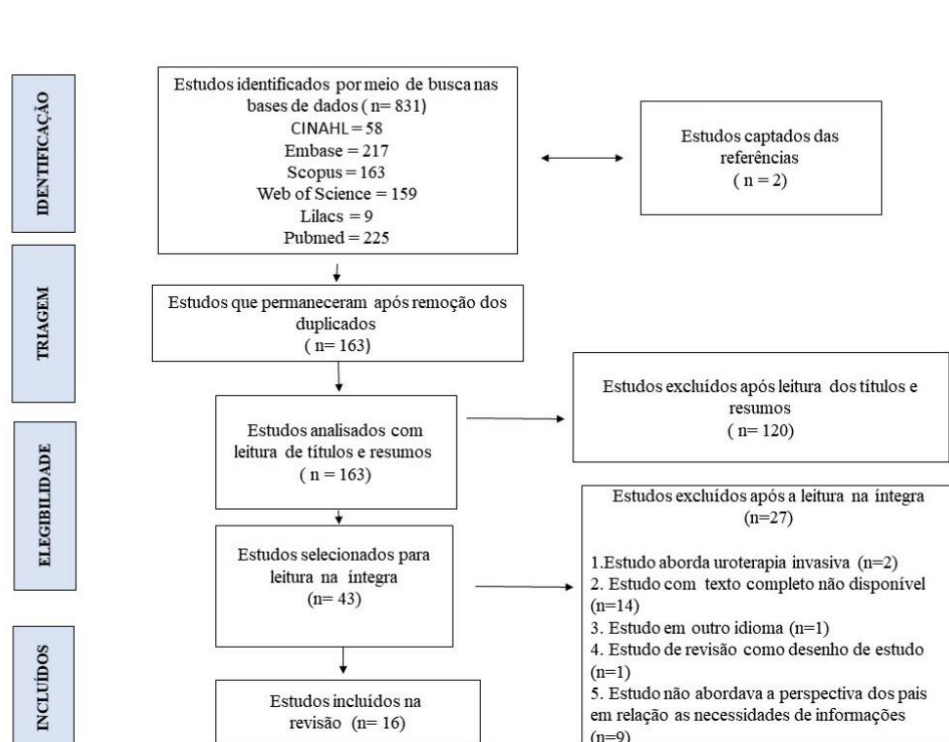 IDENTIFICAÇÃO
Estudos identificados por meio de busca nas
bases de dados ( n= 831)
CINAHL = 58
Embase = 217
Scopus = 163
Web of Science = 159
Lilacs = 9
Pubmed = 225
Estudos captados das
referências
( n = 2)
TRIAGEM
Estudos que permaneceram após remoção dos
duplicados
( n= 163)
Estudos excluídos após leitura dos títulos e
resumos
( n= 120)
ELEGIBILIDADE
Estudos analisados com
leitura de títulos e resumos
( n = 163)
Estudos selecionados para
leitura na íntegra
(n= 43)
Estudos excluídos após a leitura na íntegra
(n=27)
1.Estudo aborda uroterapia invasiva (n=2)
2. Estudo com texto completo não disponível
(n=14)
3. Estudo em outro idioma (n=1)
4. Estudo de revisão como desenho de estudo
(n=1)
5. Estudo não abordava a perspectiva dos pais
em relação as necessidades de informações
(n=9)
INCLUÍDOS
Estudos incluídos na
revisão (n= 16)